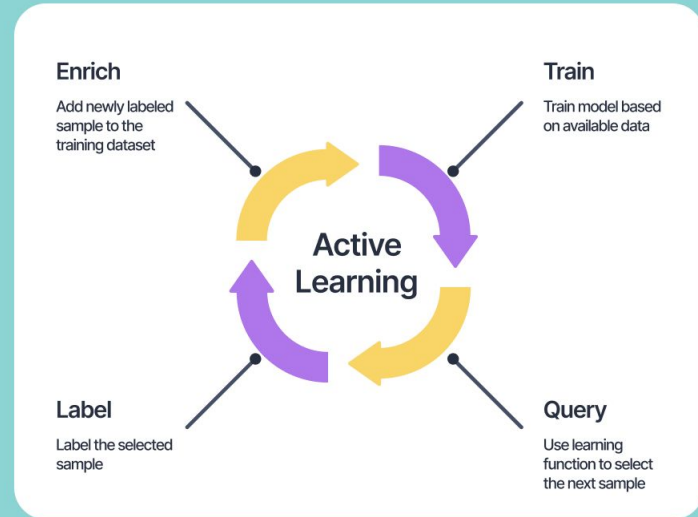 Enrich
Add newly labeled
sample to the
training dataset
Train
Train model based
on available data
Active
Learning
Label
Label the selected
sample
Query
Use learning
function to select
the next sample